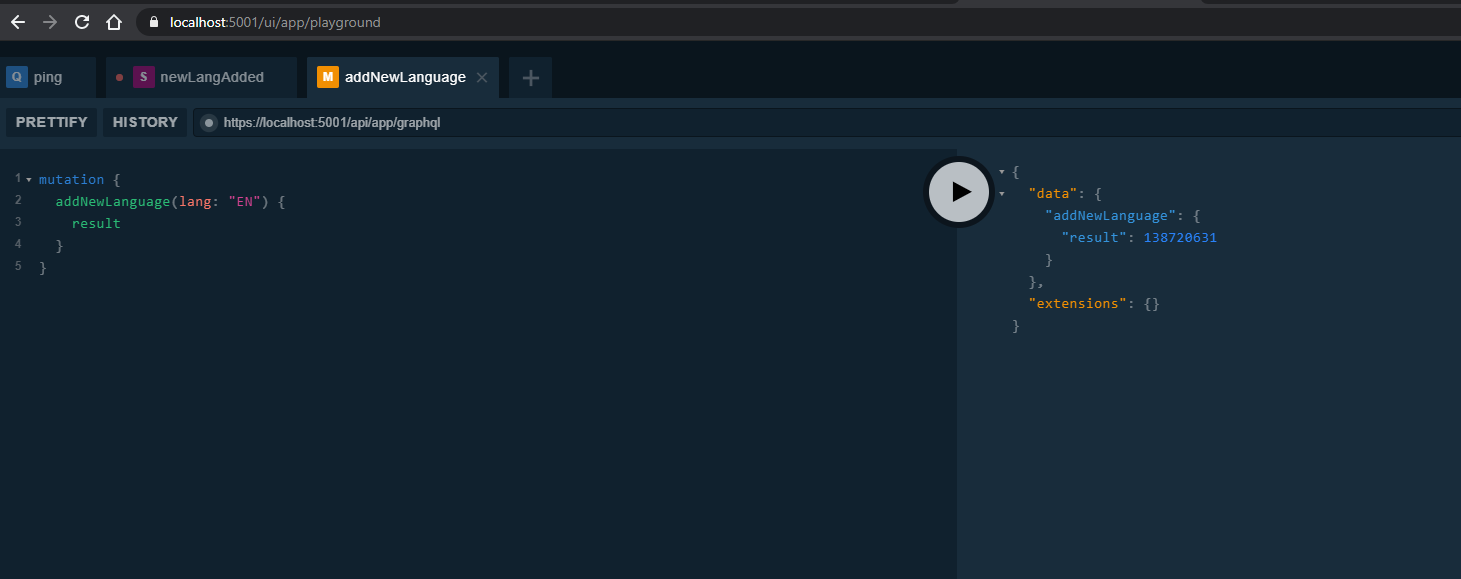 localhost:5001/ui/app/playground
Q ping S newLangAdded M addNewLanguage
PRETTIFY HISTORY https://localhost:5001/api/app/graphql
1 mutation {
2 addNewLanguage(lang: "EN") {
3 result
4 }
5 }
{
"data": {
"addNewLanguage": {
"result": 138720631
}
},
"extensions": {}
}